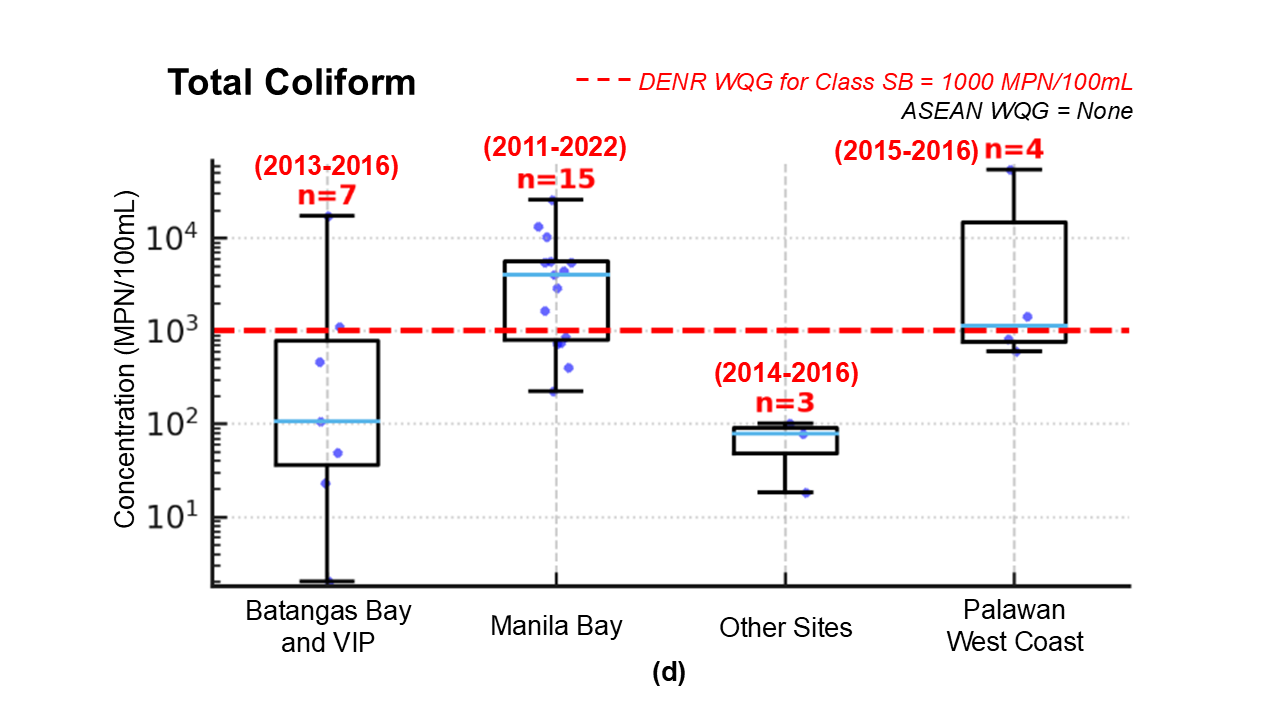 Total Coliform
DENR WQG for Class SB = 1000 MPN/100mL
ASEAN WQG = None
(2013-2016)
n=7
(2011-2022)
n=15
(2015-2016) n=4
(2014-2016)
n=3
Concentration (MPN/100mL)
10⁴
10³
10²
10¹
Batangas Bay
and VIP
Manila Bay
Other Sites
Palawan
West Coast
(d)